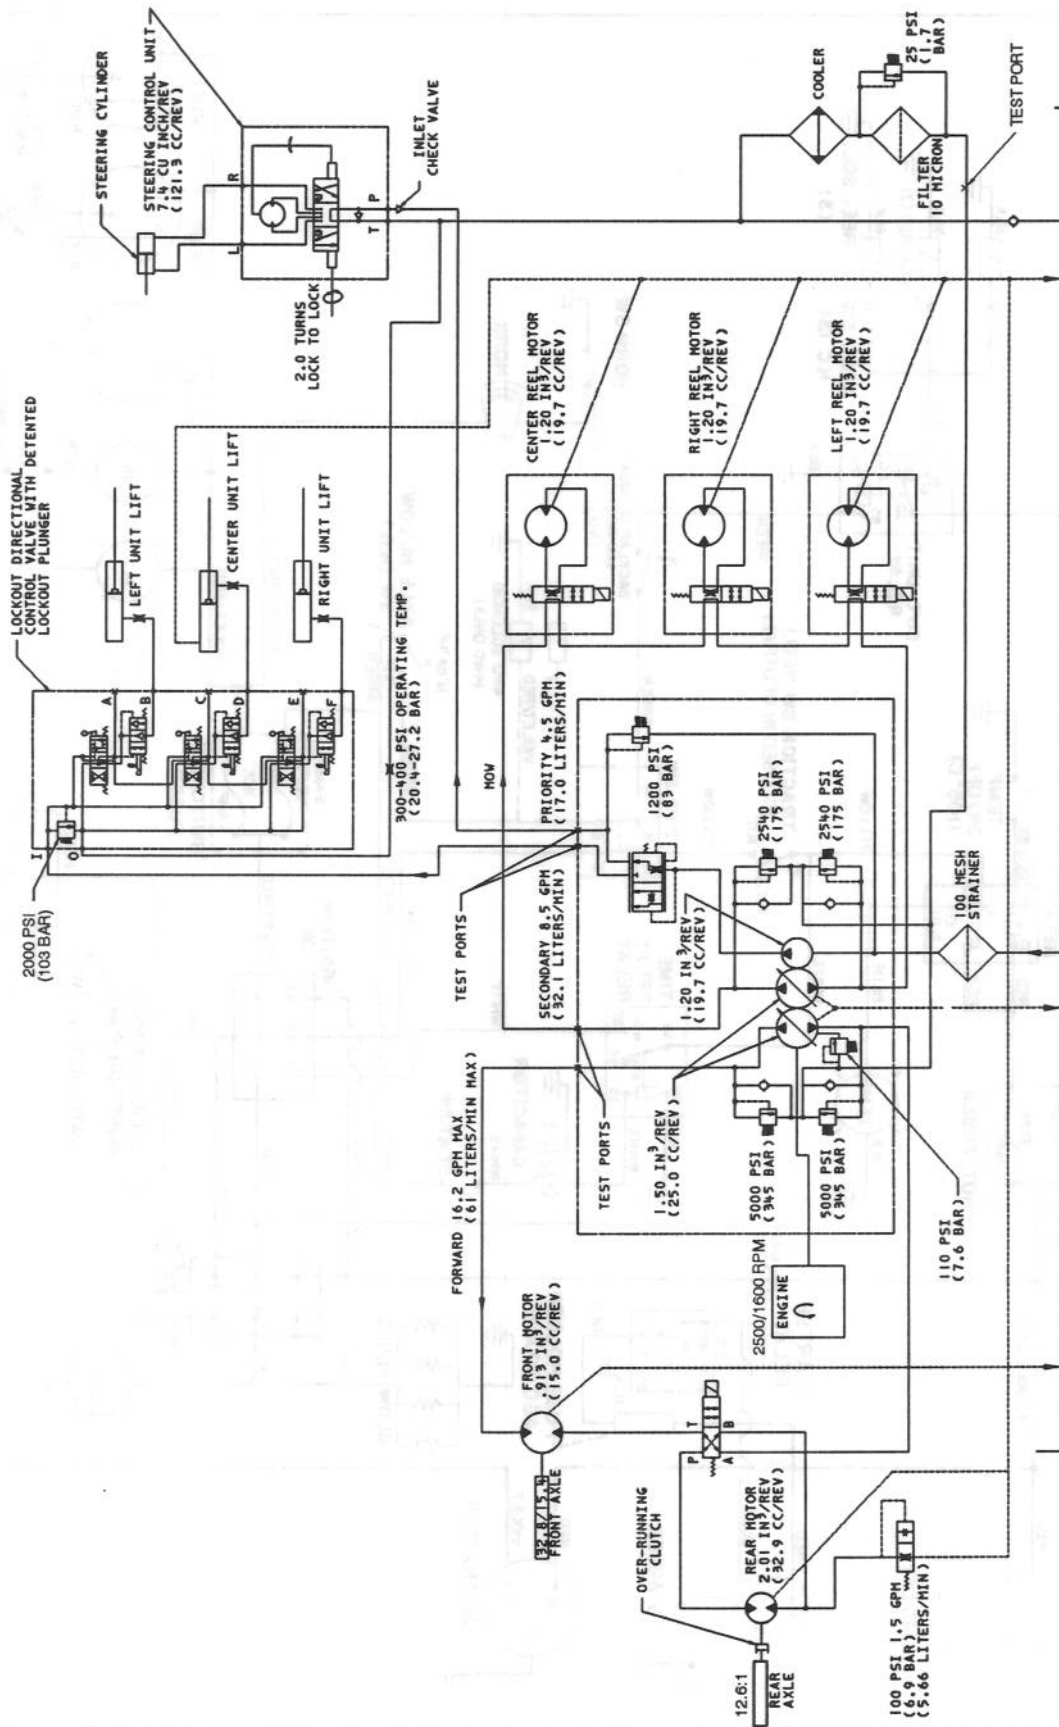 STEERING CYLINDER
STEERING CONTROL UNIT
7.4 CU INCH/REV
(121.3 CC/REV)
L
R
T
P
INLET
CHECK VALVE
2.0 TURNS
LOCK TO LOCK
25 PSI
(1.7
BAR)
COOLER
FILTER
10 MICRON
TEST PORT
LOCKOUT DIRECTIONAL
CONTROL VALVE WITH DETENTED
LOCKOUT PLUNGER
LEFT UNIT LIFT
CENTER UNIT LIFT
RIGHT UNIT LIFT
A
B
C
D
E
F
I
O
2000 PSI
(103 BAR)
300-400 PSI OPERATING TEMP.
(20.4-27.2 BAR)
CENTER REEL MOTOR
1.20 IN³/REV
(19.7 CC/REV)
RIGHT REEL MOTOR
1.20 IN³/REV
(19.7 CC/REV)
LEFT REEL MOTOR
1.20 IN³/REV
(19.7 CC/REV)
MOW
PRIORITY 4.5 GPM
(17.0 LITERS/MIN)
1200 PSI
(83 BAR)
TEST PORTS
SECONDARY 8.5 GPM
(32.1 LITERS/MIN)
2540 PSI
(175 BAR)
2540 PSI
(175 BAR)
1.20 IN³/REV
(19.7 CC/REV)
100 MESH
STRAINER
FORWARD 16.2 GPM MAX
(61 LITERS/MIN MAX)
TEST PORTS
1.50 IN³/REV
(25.0 CC/REV)
5000 PSI
(345 BAR)
5000 PSI
(345 BAR)
110 PSI
(7.6 BAR)
2500/1600 RPM
ENGINE
FRONT MOTOR
.913 IN³/REV
(15.0 CC/REV)
32.8/15.4
FRONT AXLE
P
T
A
B
OVER-RUNNING
CLUTCH
REAR MOTOR
2.01 IN³/REV
(32.9 CC/REV)
12.6:1
REAR
AXLE
100 PSI 1.5 GPM
(6.9 BAR)
(5.66 LITERS/MIN)